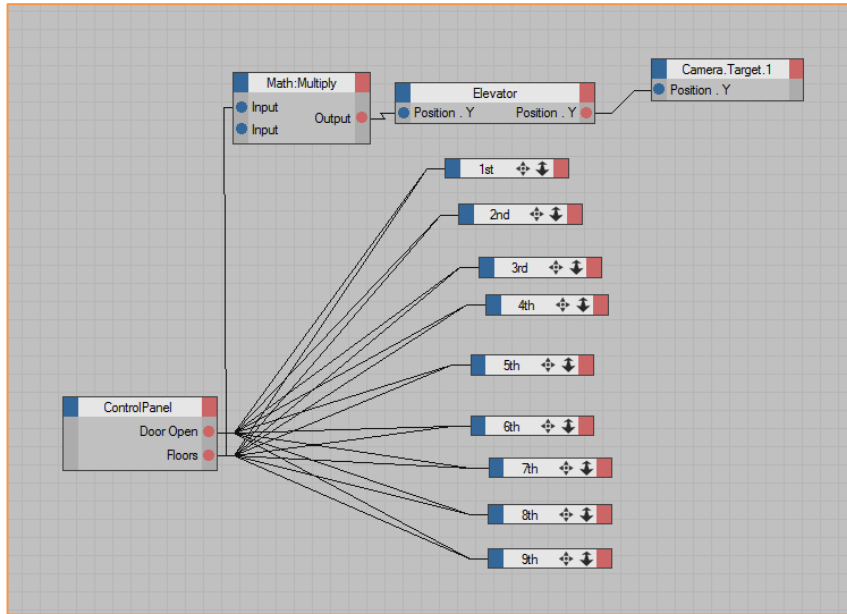 Math:Multiply
Input
Input
Output
Elevator
Position . Y
Position . Y
Camera.Target.1
Position . Y
1st
2nd
3rd
4th
5th
6th
7th
8th
9th
ControlPanel
Door Open
Floors